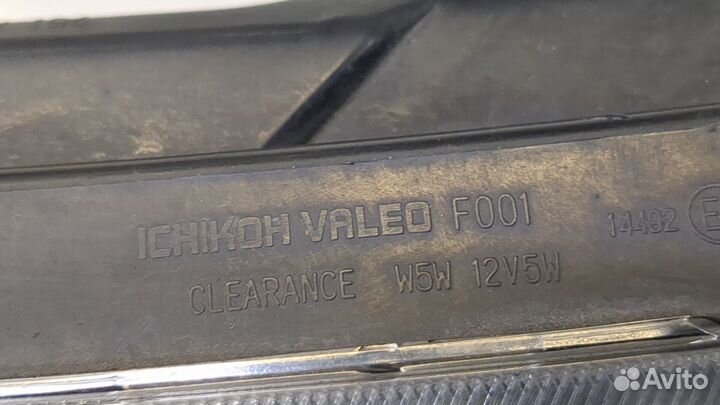 ICHIKOH VALEO F001 14492 E
CLEARANCE W5W 12V5W
Avito